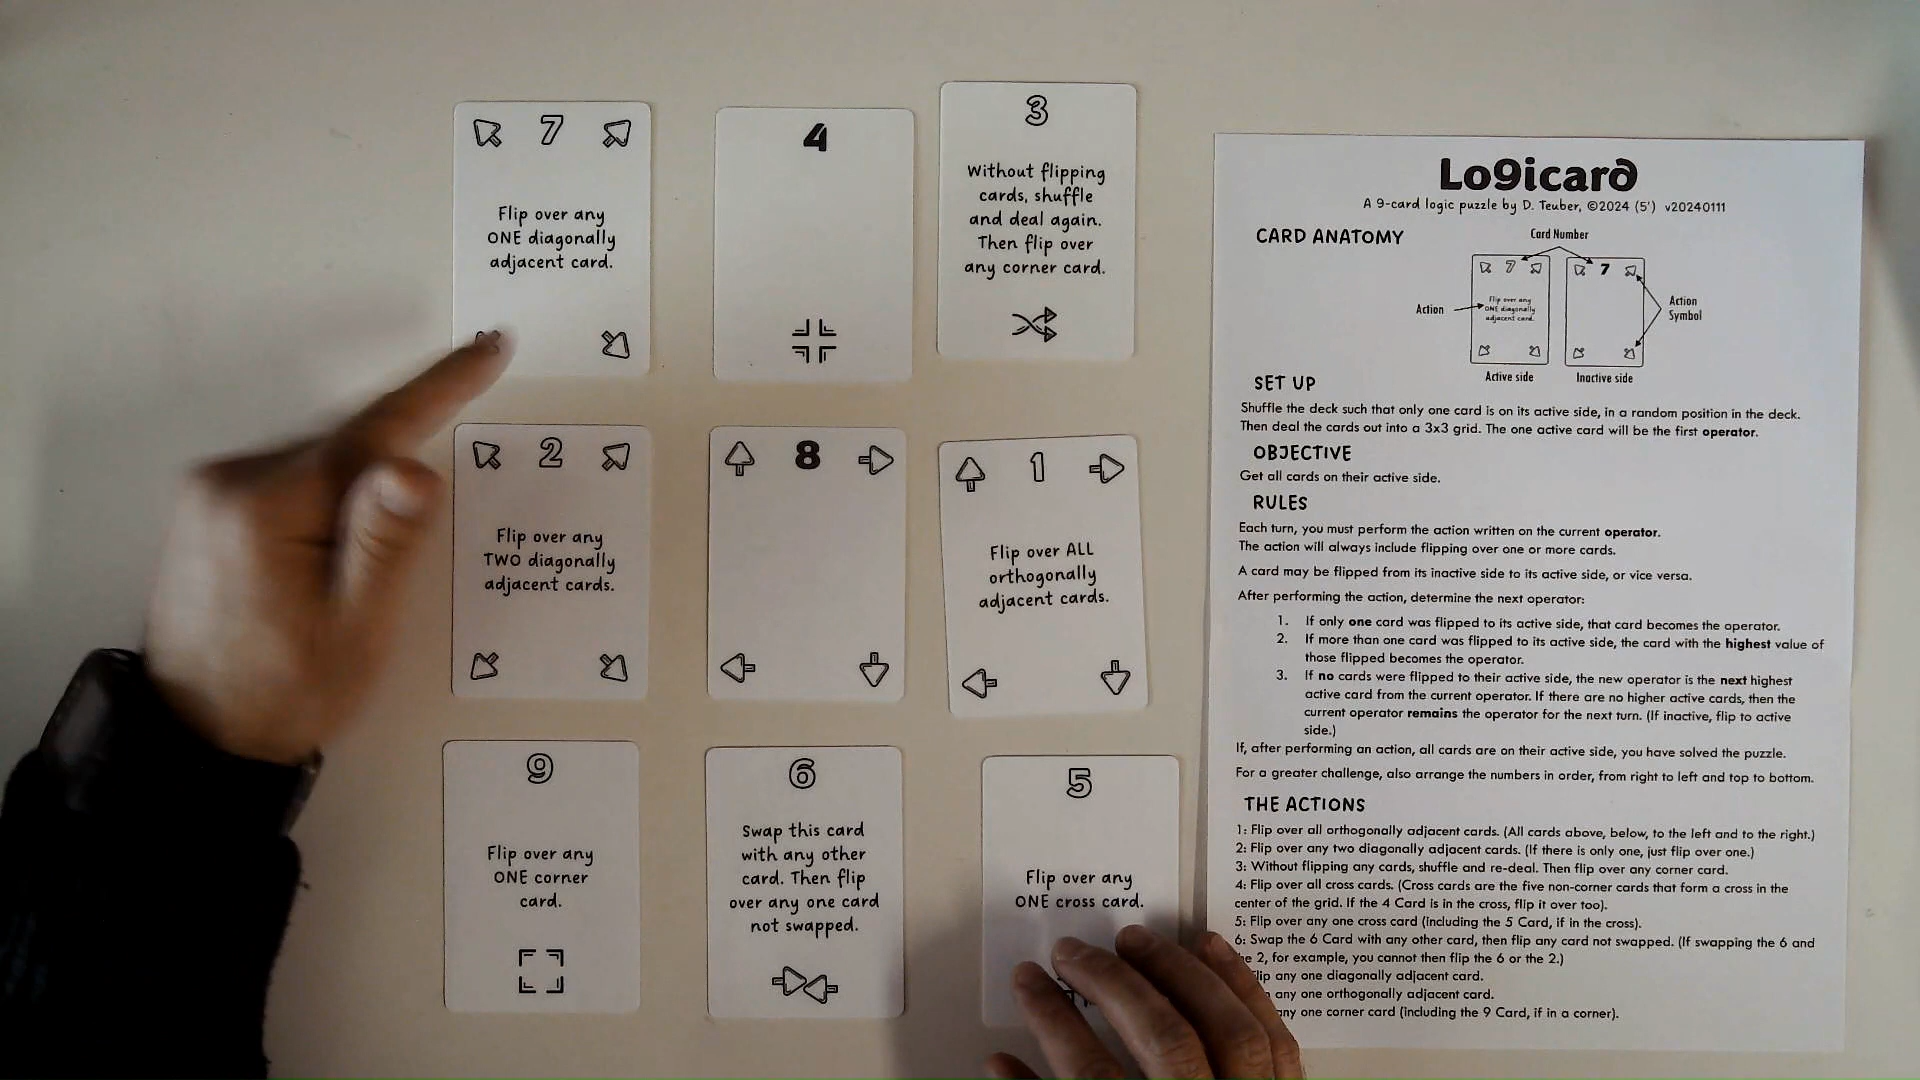 7
Flip over any
ONE diagonally
adjacent card.
4
3
Without flipping
cards, shuffle
and deal again.
Then flip over
any corner card.
2
Flip over any
TWO diagonally
adjacent cards.
8
1
Flip over ALL
orthogonally
adjacent cards.
9
Flip over any
ONE corner
card.
6
Swap this card
with any other
card. Then flip
over any one card
not swapped.
5
Flip over any
ONE cross card.
Lo9icard
A 9-card logic puzzle by D. Teuber, ©2024 (5') v20240111
CARD ANATOMY
Card Number
7
7
Action
Flip over any
ONE diagonally
adjacent card.
Action
Symbol
Active side
Inactive side
SET UP
Shuffle the deck such that only one card is on its active side, in a random position in the deck.
Then deal the cards out into a 3x3 grid. The one active card will be the first operator.
OBJECTIVE
Get all cards on their active side.
RULES
Each turn, you must perform the action written on the current operator.
The action will always include flipping over one or more cards.
A card may be flipped from its inactive side to its active side, or vice versa.
After performing the action, determine the next operator:
1. If only one card was flipped to its active side, that card becomes the operator.
2. If more than one card was flipped to its active side, the card with the highest value of
those flipped becomes the operator.
3. If no cards were flipped to their active side, the new operator is the next highest
active card from the current operator. If there are no higher active cards, then the
current operator remains the operator for the next turn. (If inactive, flip to active
side.)
If, after performing an action, all cards are on their active side, you have solved the puzzle.
For a greater challenge, also arrange the numbers in order, from right to left and top to bottom.
THE ACTIONS
1: Flip over all orthogonally adjacent cards. (All cards above, below, to the left and to the right.)
2: Flip over any two diagonally adjacent cards. (If there is only one, just flip over one.)
3: Without flipping any cards, shuffle and re-deal. Then flip over any corner card.
4: Flip over all cross cards. (Cross cards are the five non-corner cards that form a cross in the
center of the grid. If the 4 Card is in the cross, flip it over too).
5: Flip over any one cross card (including the 5 Card, if in the cross).
6: Swap the 6 Card with any other card, then flip any card not swapped. (If swapping the 6 and
the 2, for example, you cannot then flip the 6 or the 2.)
any one diagonally adjacent card.
any one orthogonally adjacent card.
any one corner card (including the 9 Card, if in a corner).